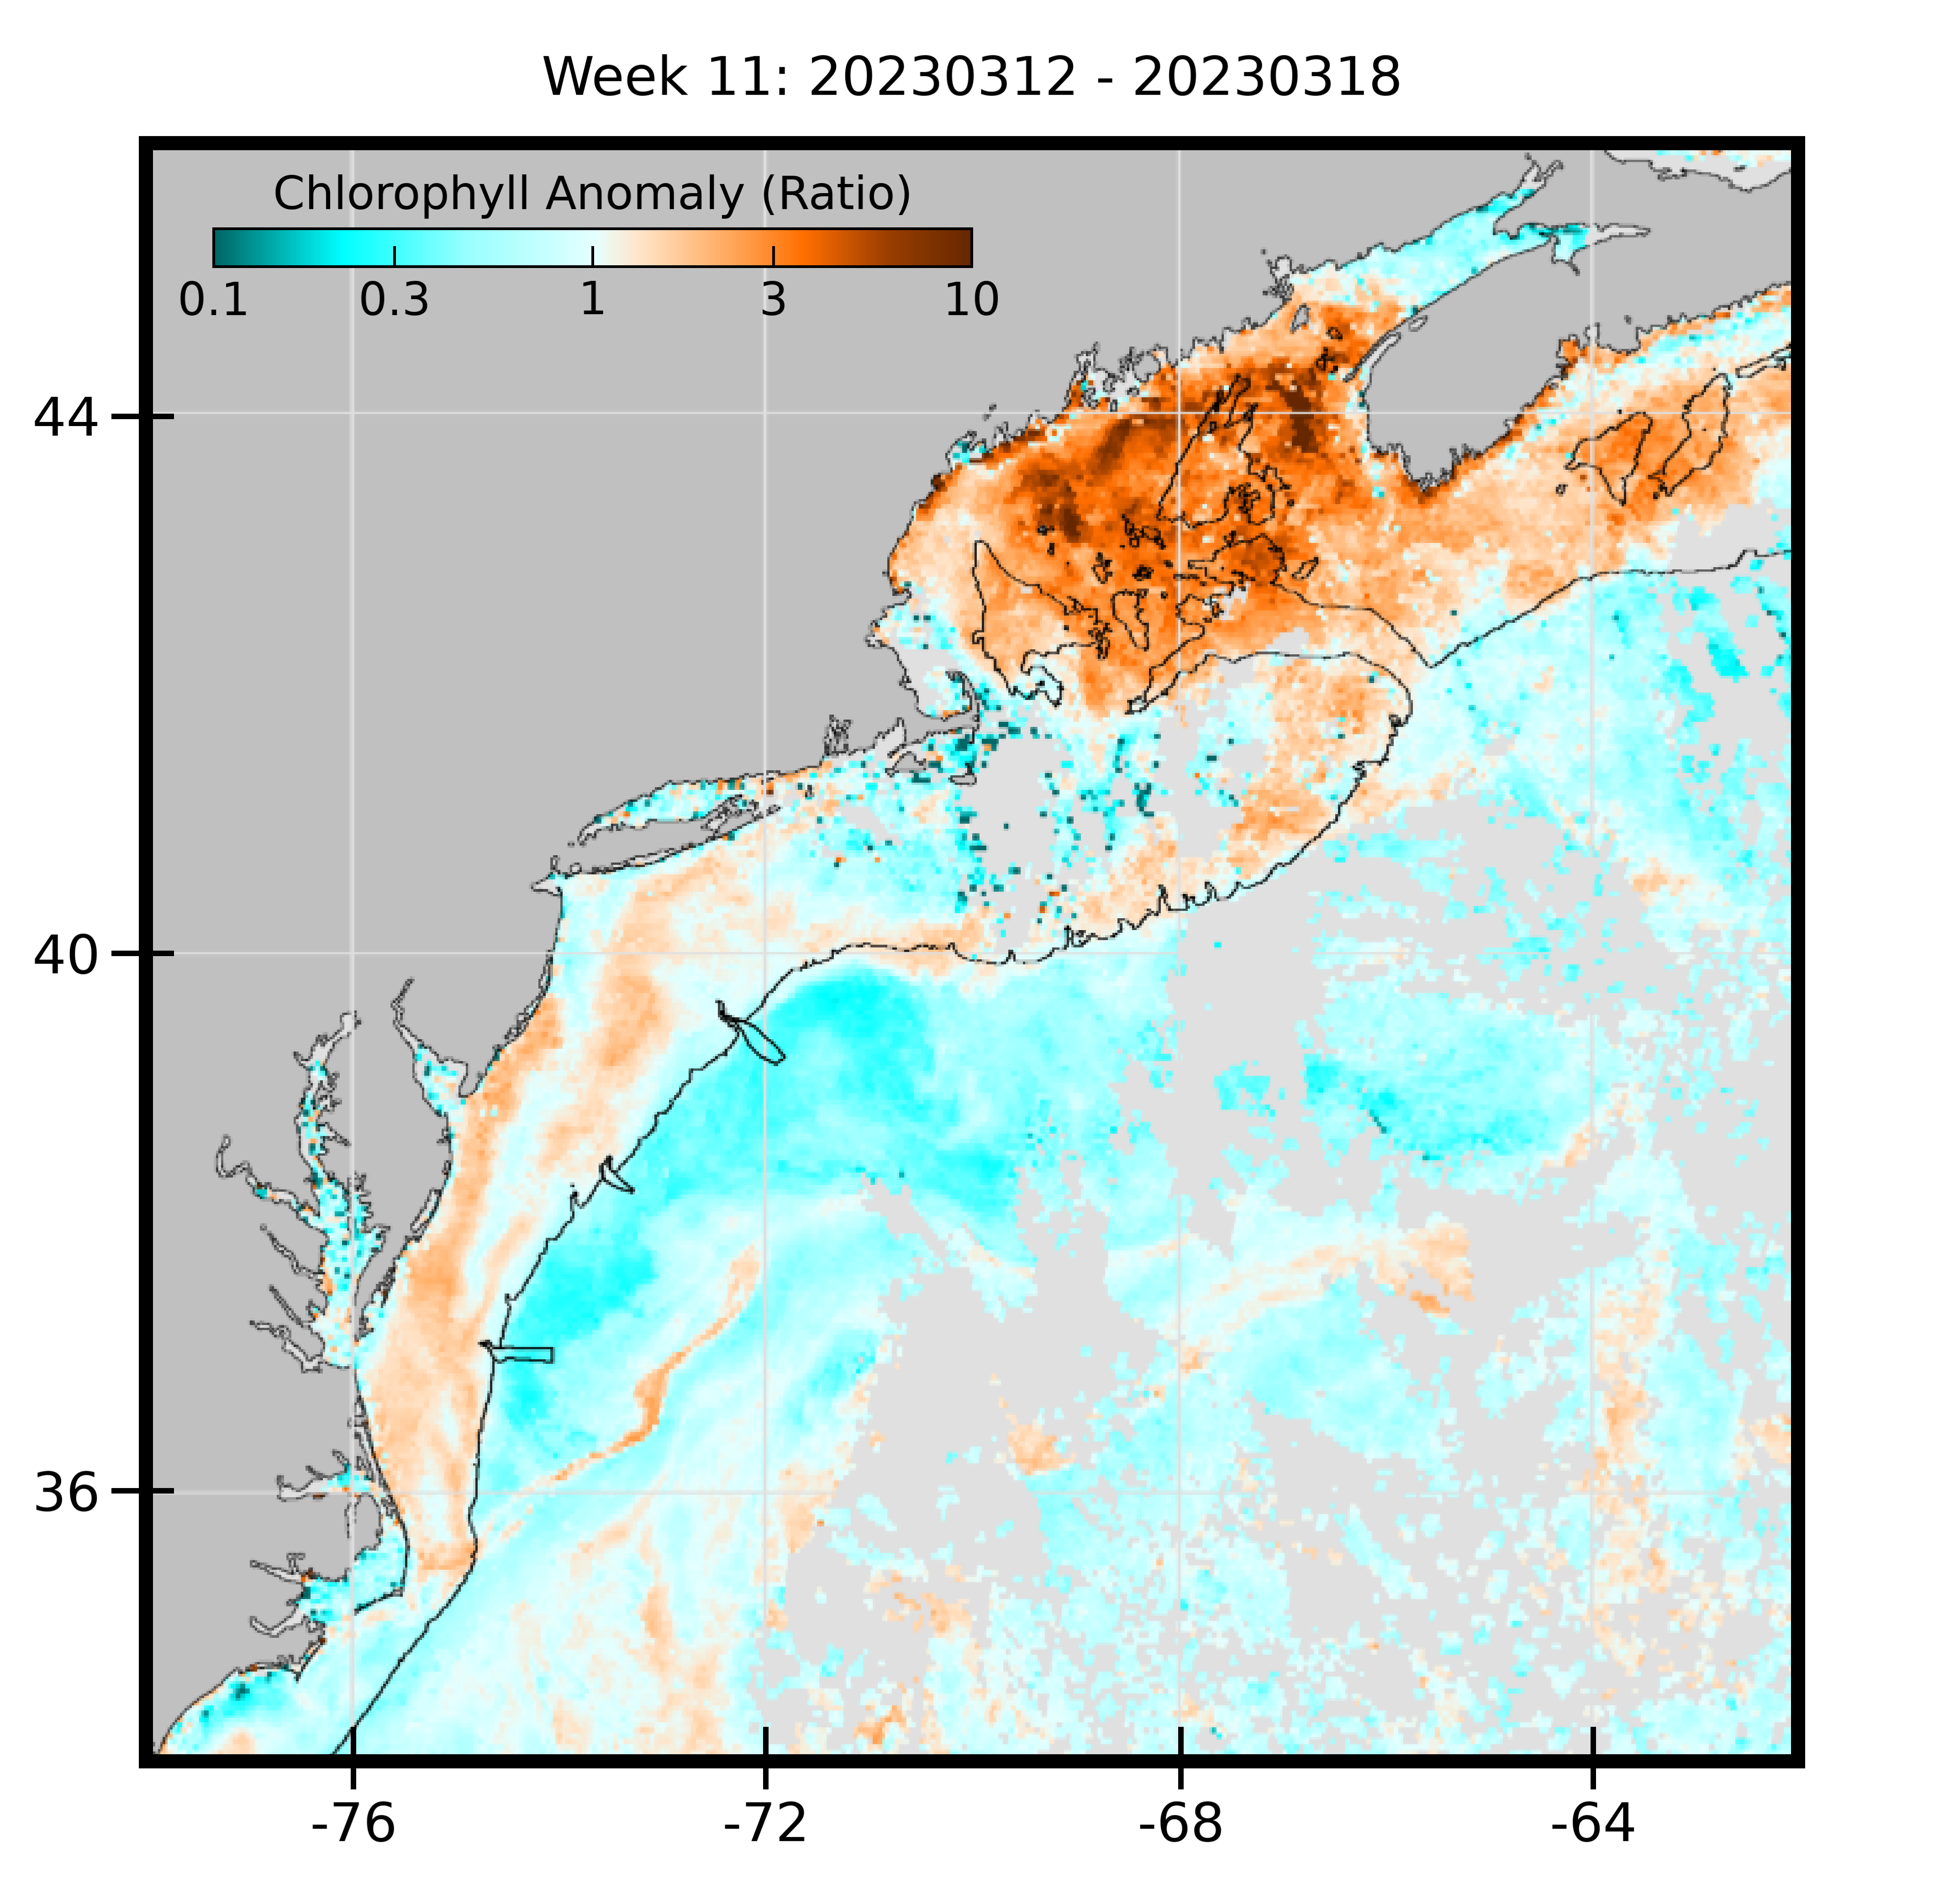 Week 11: 20230312 - 20230318
Chlorophyll Anomaly (Ratio)
0.1 0.3 1 3 10
44
40
36
-76 -72 -68 -64